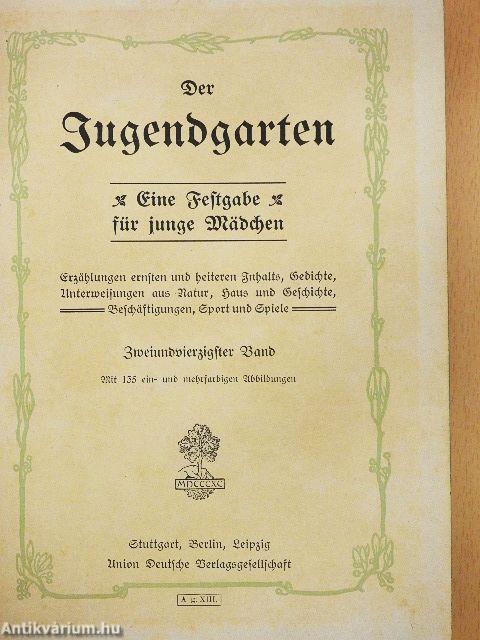 Der
Jugendgarten
Eine Festgabe
für junge Mädchen
Erzählungen ernsten und heiteren Inhalts, Gedichte,
Unterweisungen aus Natur, Haus und Geschichte,
Beschäftigungen, Sport und Spiele
Zweiundvierzigster Band
Mit 135 ein- und mehrfarbigen Abbildungen
MDCCCXC
Stuttgart, Berlin, Leipzig
Union Deutsche Verlagsgesellschaft
A g. XIII.
Antikvárium.hu